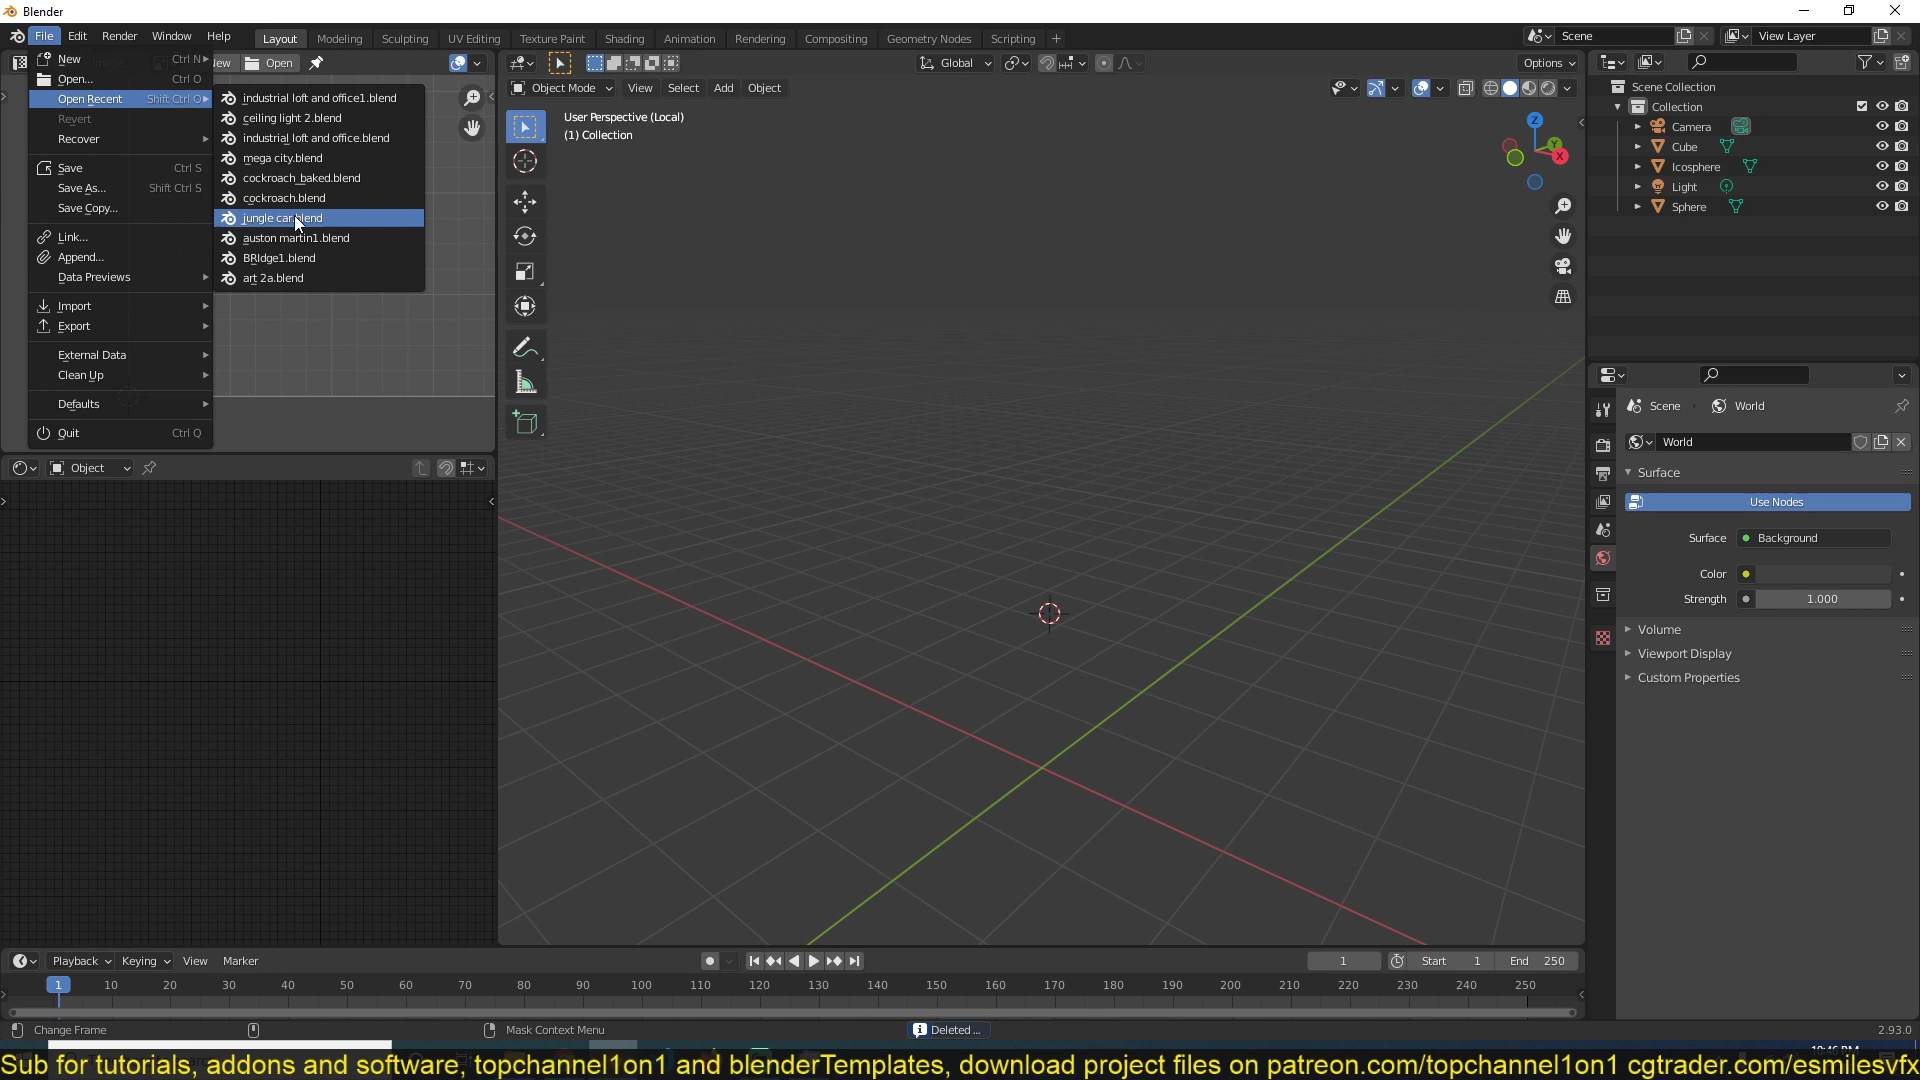 Blender
File Edit Render Window Help Layout Modeling Sculpting UV Editing Texture Paint Shading Animation Rendering Compositing Geometry Nodes Scripting + Scene View Layer
New Ctrl N
Open... Ctrl O
Open Recent Shift Ctrl O
Revert
Recover
Save Ctrl S
Save As... Shift Ctrl S
Save Copy...
Link...
Append...
Data Previews
Import
Export
External Data
Clean Up
Defaults
Quit Ctrl Q
Open
industrial loft and office1.blend
ceiling light 2.blend
industrial loft and office.blend
mega city.blend
cockroach_baked.blend
cockroach.blend
jungle car.blend
auston martin1.blend
BRIdge1.blend
art 2a.blend
Global Options
Object Mode View Select Add Object
User Perspective (Local)
(1) Collection
Z
Y
X
Scene Collection
Collection
Camera
Cube
Icosphere
Light
Sphere
Scene World
World
Surface
Use Nodes
Surface Background
Color
Strength 1.000
Volume
Viewport Display
Custom Properties
Object
Playback Keying View Marker 1 Start 1 End 250
1 10 20 30 40 50 60 70 80 90 100 110 120 130 140 150 160 170 180 190 200 210 220 230 240 250
Change Frame Mask Context Menu Deleted ... 2.93.0
Sub for tutorials, addons and software; topchannel1on1 and blenderTemplates, download project files on patreon.com/topchannel1on1 cgtrader.com/esmilesvfx